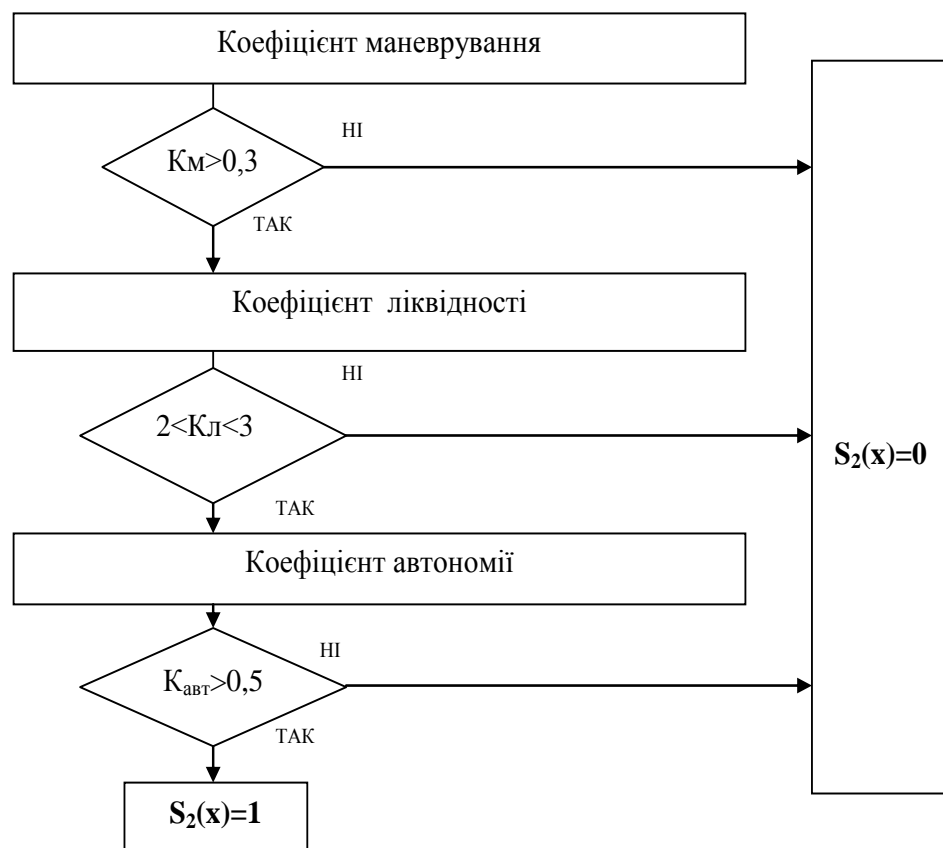 Коефіцієнт маневрування
НІ
Км>0,3
ТАК
Коефіцієнт ліквідності
НІ
2<Кл<3
S₂(x)=0
ТАК
Коефіцієнт автономії
НІ
Kавт>0,5
ТАК
S₂(x)=1